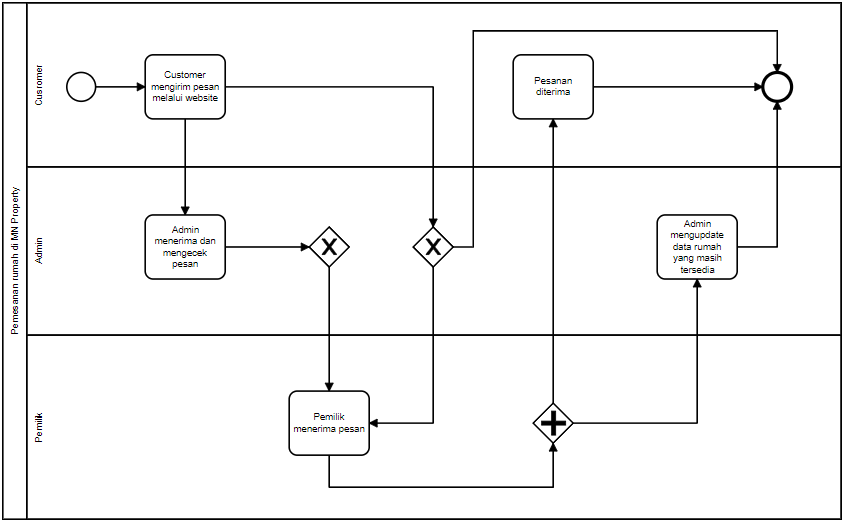 Pemesanan rumah di MN Property
Cusromer
Customer
mengirim pesan
melalui website
Pesanan
diterima
Admin
Admin
menerima dan
mengecek
pesan
X
X
Admin
mengupdate
data rumah
yang masih
tersedia
Pemilik
Pemilik
menerima pesan